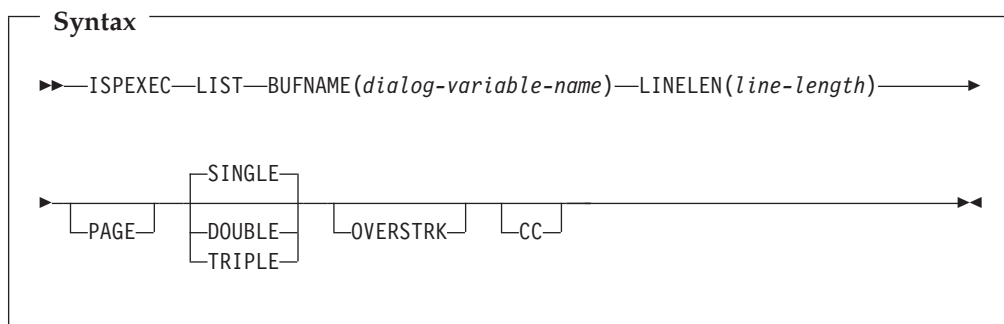 Syntax
ISPEXEC LIST BUFNAME(dialog-variable-name) LINELEN(line-length)
SINGLE
PAGE DOUBLE OVERSTRK CC
TRIPLE